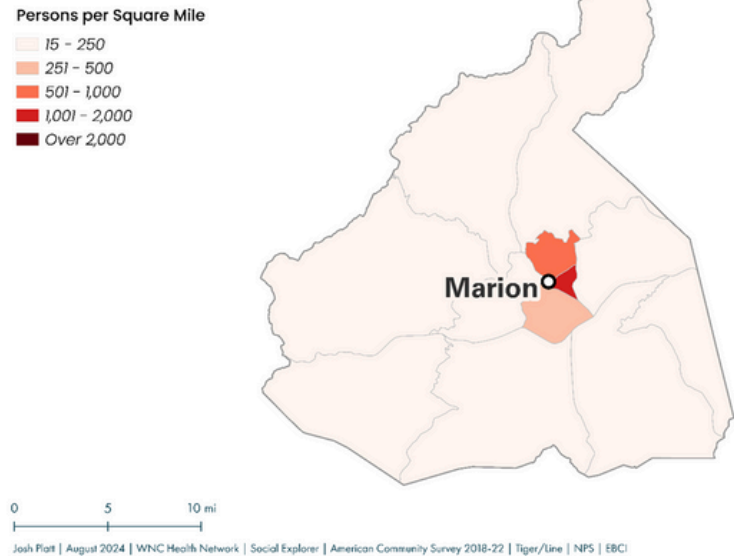 Persons per Square Mile
15 - 250
251 - 500
501 - 1,000
1,001 - 2,000
Over 2,000
Marion
0 5 10 mi
Josh Platt | August 2024 | WNC Health Network | Social Explorer | American Community Survey 2018-22 | Tiger/Line | NPS | EBCI